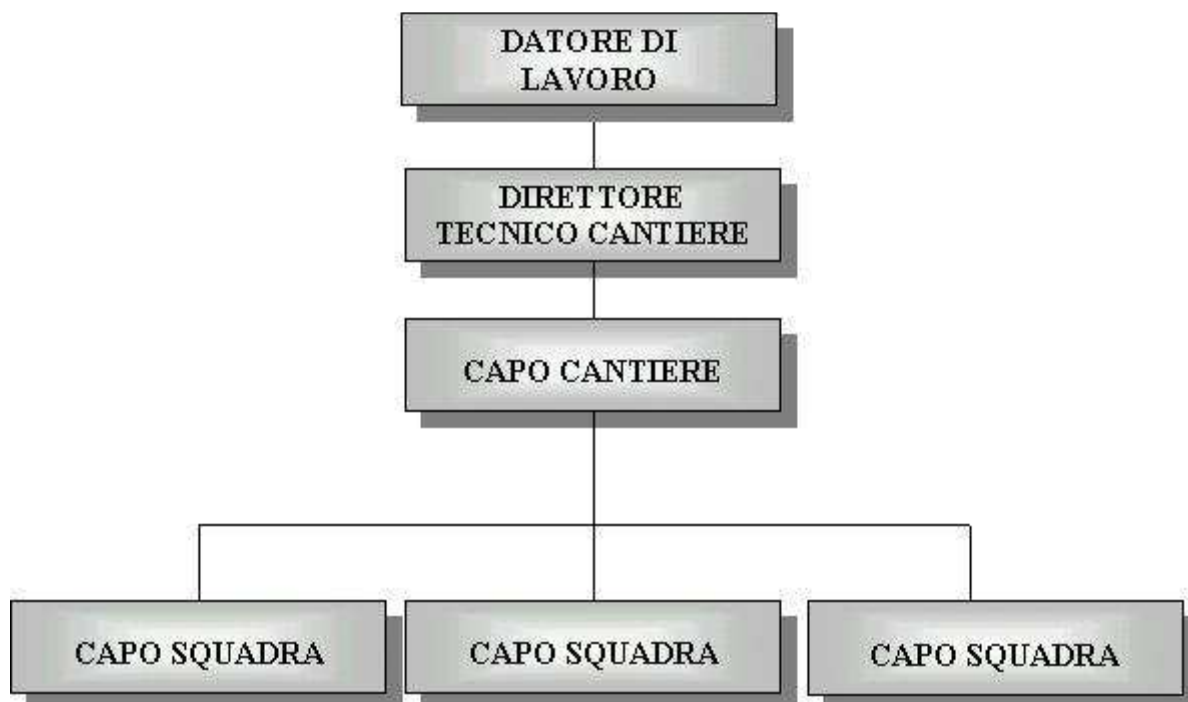 DATORE DI
LAVORO
DIRETTORE
TECNICO CANTIERE
CAPO CANTIERE
CAPO SQUADRA
CAPO SQUADRA
CAPO SQUADRA